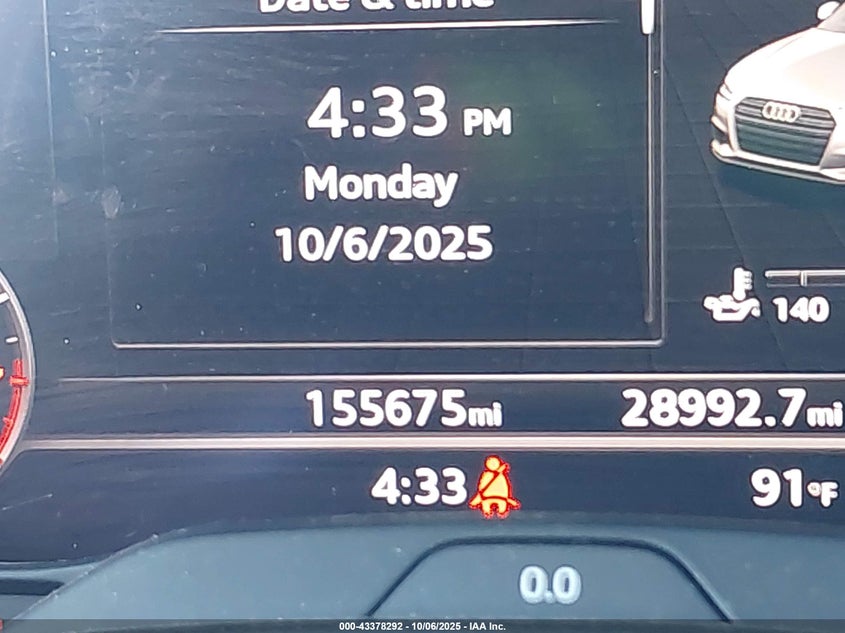 Date & time
4:33 PM
Monday
10/6/2025
140
155675mi 28992.7mi
4:33 91°F
0.0
000-43378292 - 10/06/2025 - IAA Inc.